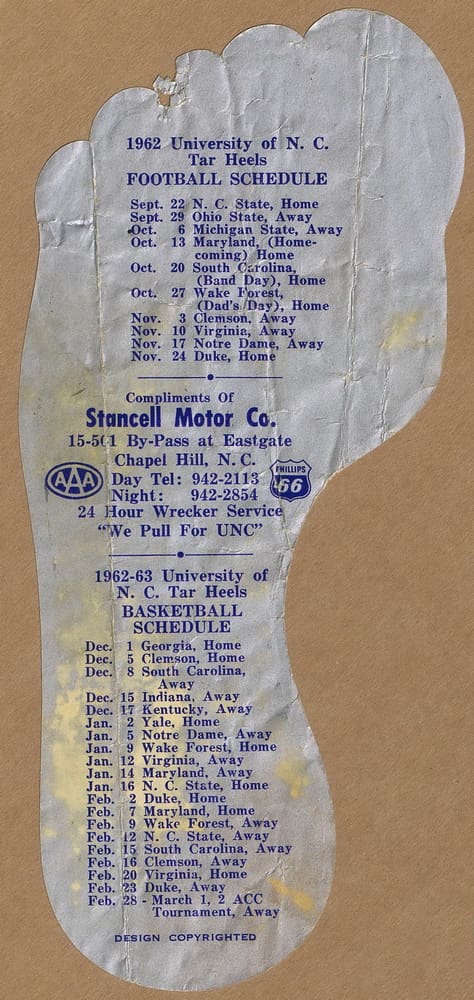 1962 University of N. C.
Tar Heels
FOOTBALL SCHEDULE
Sept. 22 N. C. State, Home
Sept. 29 Ohio State, Away
Oct. 6 Michigan State, Away
Oct. 13 Maryland, (Home-
coming) Home
Oct. 20 South Carolina,
(Band Day), Home
Oct. 27 Wake Forest,
(Dad's Day), Home
Nov. 3 Clemson, Away
Nov. 10 Virginia, Away
Nov. 17 Notre Dame, Away
Nov. 24 Duke, Home
Compliments Of
Stancell Motor Co.
15-501 By-Pass at Eastgate
Chapel Hill, N. C.
AAA
Day Tel: 942-2113
PHILLIPS
66
Night: 942-2854
24 Hour Wrecker Service
"We Pull For UNC"
1962-63 University of
N. C. Tar Heels
BASKETBALL
SCHEDULE
Dec. 1 Georgia, Home
Dec. 5 Clemson, Home
Dec. 8 South Carolina,
Away
Dec. 15 Indiana, Away
Dec. 17 Kentucky, Away
Jan. 2 Yale, Home
Jan. 5 Notre Dame, Away
Jan. 9 Wake Forest, Home
Jan. 12 Virginia, Away
Jan. 14 Maryland, Away
Jan. 16 N. C. State, Home
Feb. 2 Duke, Home
Feb. 7 Maryland, Home
Feb. 9 Wake Forest, Away
Feb. 12 N. C. State, Away
Feb. 15 South Carolina, Away
Feb. 16 Clemson, Away
Feb. 20 Virginia, Home
Feb. 23 Duke, Away
Feb. 28 - March 1, 2 ACC
Tournament, Away
DESIGN COPYRIGHTED